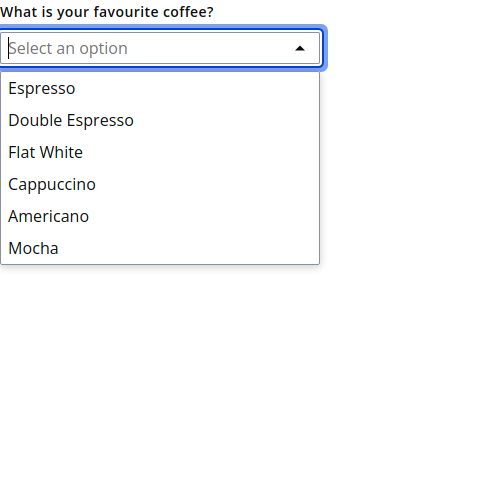 What is your favourite coffee?
Select an option
Espresso
Double Espresso
Flat White
Cappuccino
Americano
Mocha